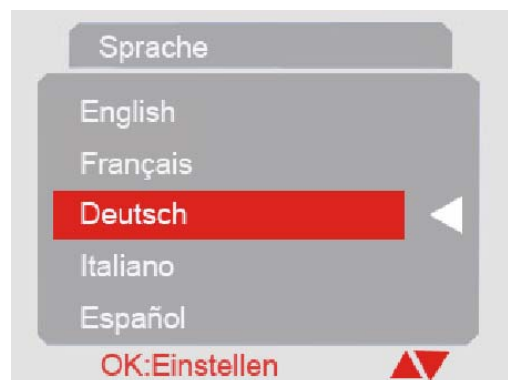 Sprache
English
Français
Deutsch
Italiano
Español
OK:Einstellen